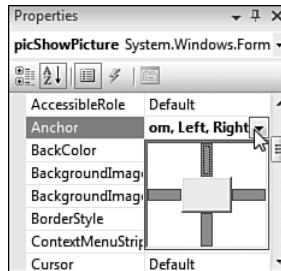 Properties
picShowPicture System.Windows.Form
AccessibleRole Default
Anchor om, Left, Right
BackColor
BackgroundImag
BackgroundImag
BorderStyle
ContextMenuStrip
Cursor Default